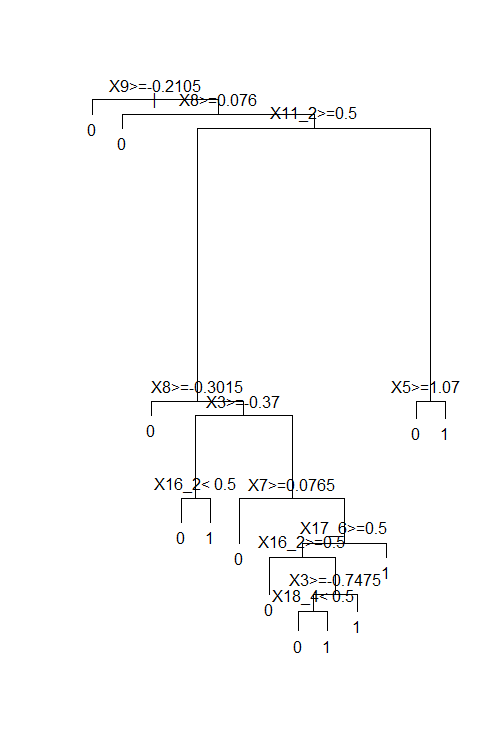 X9>=-0.2105
X8>=0.076
X11_2>=0.5
0
0
X8>=-0.3015
X5>=1.07
X3>=-0.37
0
0
1
X16_2< 0.5
X7>=0.0765
X17_6>=0.5
0
1
X16_2>=0.5
0
1
X3>=-0.7475
X18_4< 0.5
0
1
0
1